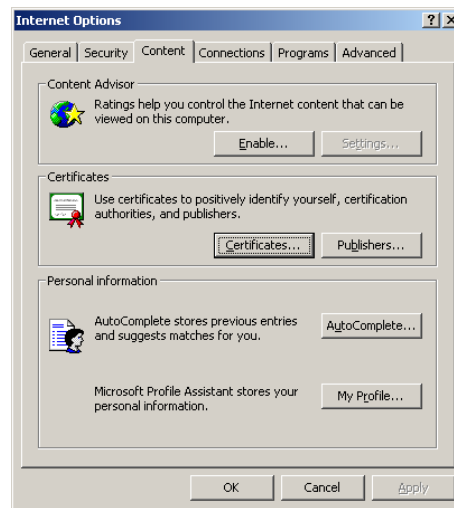 Internet Options
? ×
General Security Content Connections Programs Advanced
Content Advisor
Ratings help you control the Internet content that can be
viewed on this computer.
Enable... Settings...
Certificates
Use certificates to positively identify yourself, certification
authorities, and publishers.
Certificates... Publishers...
Personal information
AutoComplete stores previous entries
and suggests matches for you.
AutoComplete...
Microsoft Profile Assistant stores your
personal information.
My Profile...
OK Cancel Apply